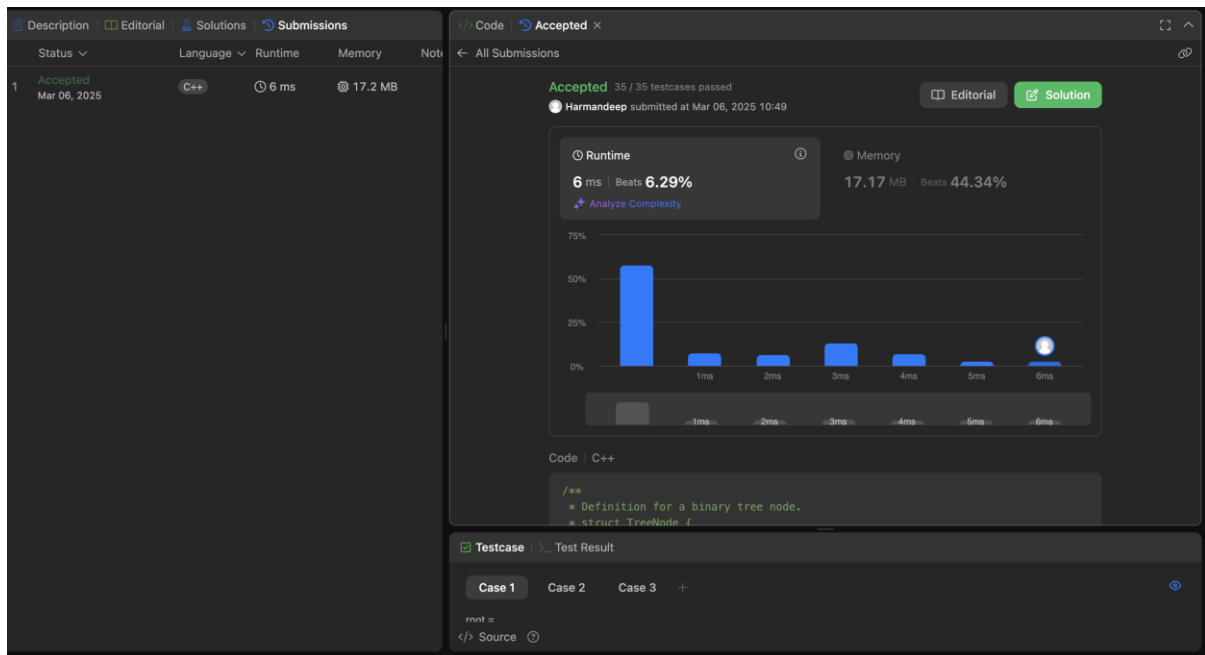 Description | Editorial | Solutions | Submissions
Status Language Runtime Memory Note
1 Accepted C++ 6 ms 17.2 MB
Mar 06, 2025
</> Code | Accepted ×
← All Submissions
Accepted 35 / 35 testcases passed
Harmandeep submitted at Mar 06, 2025 10:49
Editorial
Solution
Runtime
6 ms | Beats 6.29%
Analyze Complexity
Memory
17.17 MB | Beats 44.34%
75%
50%
25%
0%
1ms 2ms 3ms 4ms 5ms 6ms
1ms 2ms 3ms 4ms 5ms 6ms
Code | C++
/**
* Definition for a binary tree node.
* struct TreeNode {
Testcase | >_ Test Result
Case 1 Case 2 Case 3 +
root =
</> Source